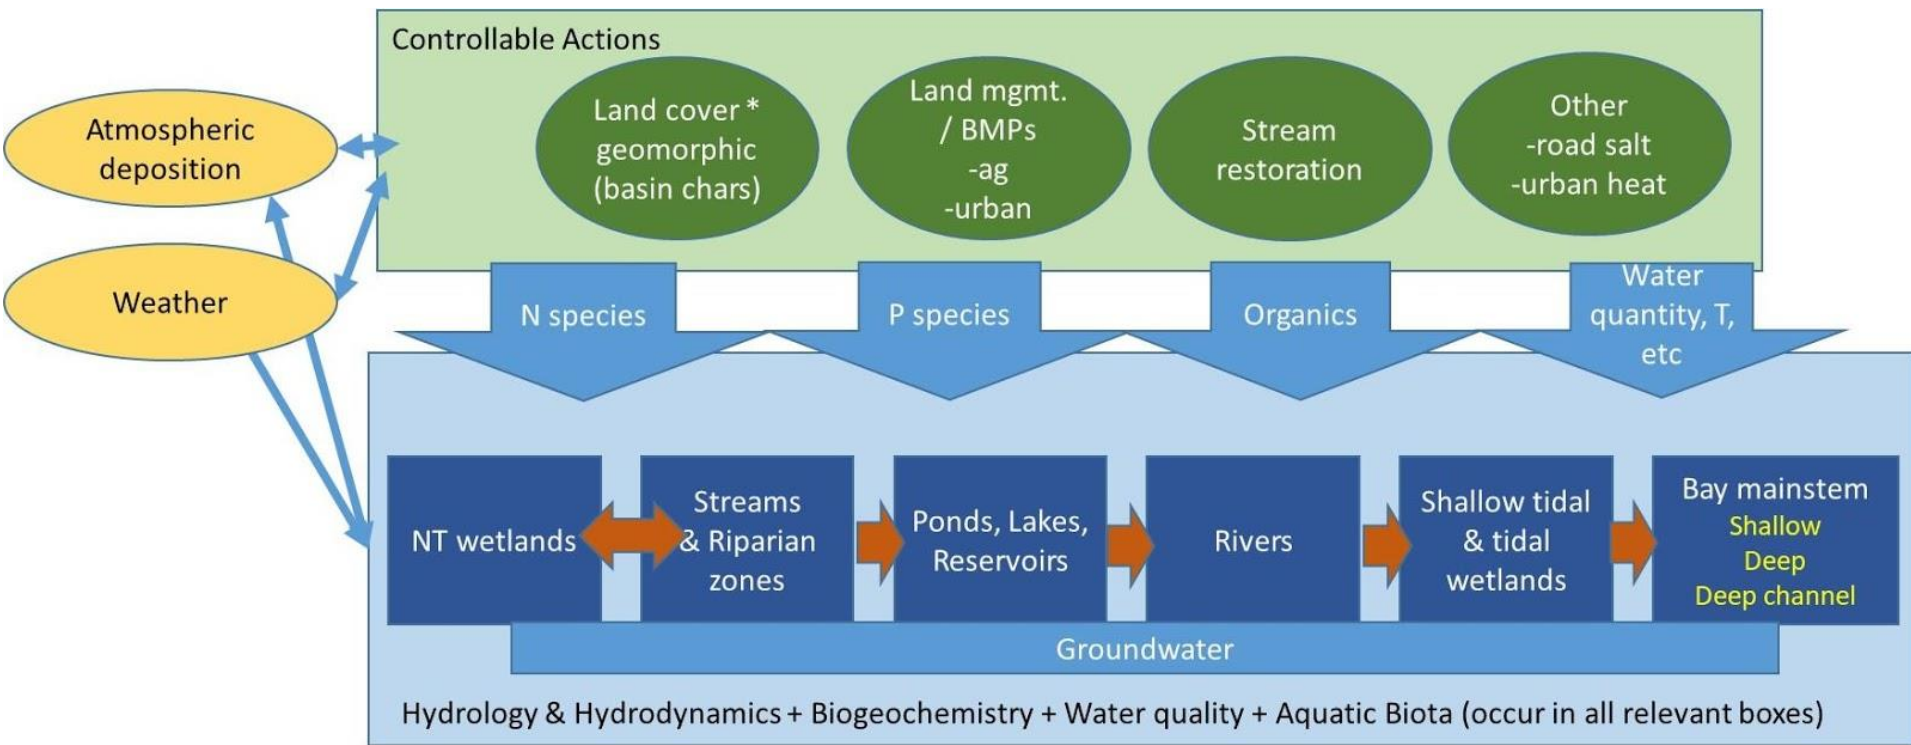 Controllable Actions
Atmospheric
deposition
Weather
Land cover *
geomorphic
(basin chars)
Land mgmt.
/ BMPs
-ag
-urban
Stream
restoration
Other
-road salt
-urban heat
N species
P species
Organics
Water
quantity, T,
etc
NT wetlands
Streams
& Riparian
zones
Ponds, Lakes,
Reservoirs
Rivers
Shallow tidal
& tidal
wetlands
Bay mainstem
Shallow
Deep
Deep channel
Groundwater
Hydrology & Hydrodynamics + Biogeochemistry + Water quality + Aquatic Biota (occur in all relevant boxes)